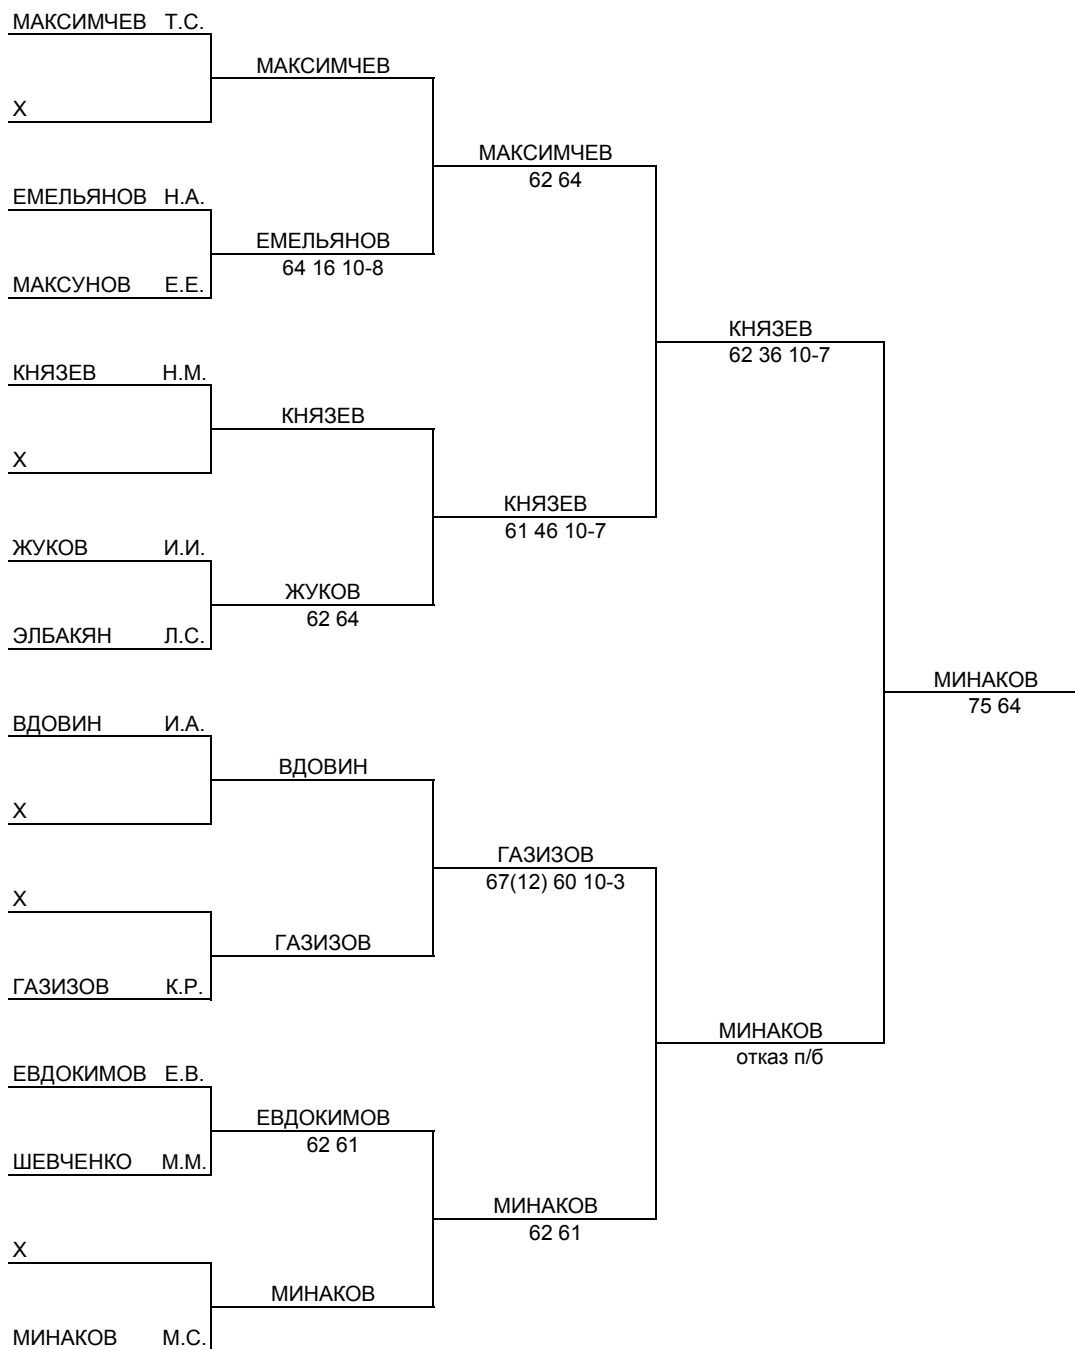 МАКСИМЧЕВ Т.С.
МАКСИМЧЕВ
X
МАКСИМЧЕВ
62 64
ЕМЕЛЬЯНОВ Н.А.
ЕМЕЛЬЯНОВ
64 16 10-8
МАКСУНОВ Е.Е.
КНЯЗЕВ
62 36 10-7
КНЯЗЕВ Н.М.
КНЯЗЕВ
X
КНЯЗЕВ
61 46 10-7
ЖУКОВ И.И.
ЖУКОВ
62 64
ЭЛБАКЯН Л.С.
МИНАКОВ
75 64
ВДОВИН И.А.
ВДОВИН
X
ГАЗИЗОВ
67(12) 60 10-3
X
ГАЗИЗОВ
ГАЗИЗОВ К.Р.
МИНАКОВ
отказ п/б
ЕВДОКИМОВ Е.В.
ЕВДОКИМОВ
62 61
ШЕВЧЕНКО М.М.
МИНАКОВ
62 61
X
МИНАКОВ
МИНАКОВ М.С.